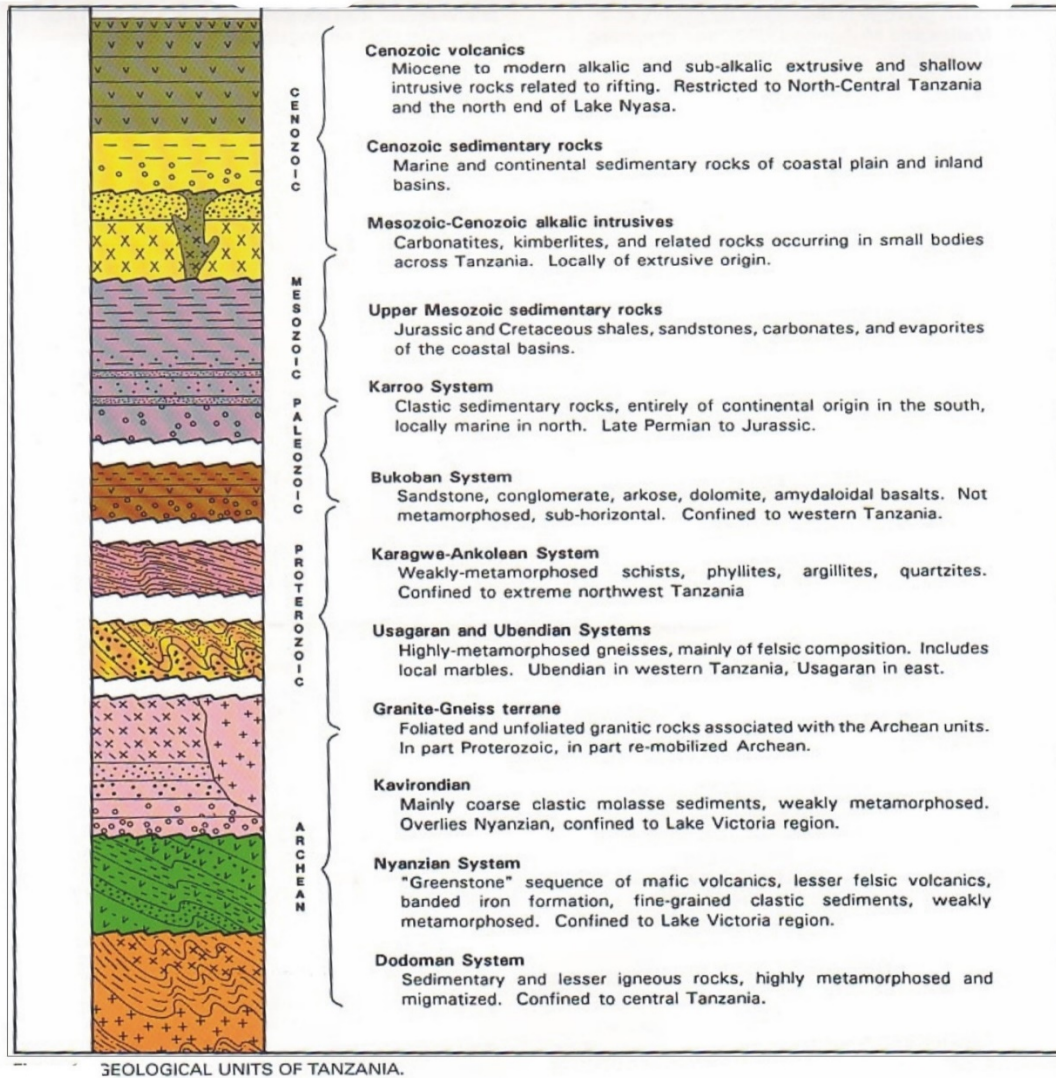 CENOZOIC
MESOZOIC
PALEOZOIC
PROTEROZOIC
ARCHEAN
Cenozoic volcanics
Miocene to modern alkalic and sub-alkalic extrusive and shallow
intrusive rocks related to rifting. Restricted to North-Central Tanzania
and the north end of Lake Nyasa.
Cenozoic sedimentary rocks
Marine and continental sedimentary rocks of coastal plain and inland
basins.
Mesozoic-Cenozoic alkalic intrusives
Carbonatites, kimberlites, and related rocks occurring in small bodies
across Tanzania. Locally of extrusive origin.
Upper Mesozoic sedimentary rocks
Jurassic and Cretaceous shales, sandstones, carbonates, and evaporites
of the coastal basins.
Karroo System
Clastic sedimentary rocks, entirely of continental origin in the south,
locally marine in north. Late Permian to Jurassic.
Bukoban System
Sandstone, conglomerate, arkose, dolomite, amydaloidal basalts. Not
metamorphosed, sub-horizontal. Confined to western Tanzania.
Karagwe-Ankolean System
Weakly-metamorphosed schists, phyllites, argillites, quartzites.
Confined to extreme northwest Tanzania
Usagaran and Ubendian Systems
Highly-metamorphosed gneisses, mainly of felsic composition. Includes
local marbles. Ubendian in western Tanzania, Usagaran in east.
Granite-Gneiss terrane
Foliated and unfoliated granitic rocks associated with the Archean units.
In part Proterozoic, in part re-mobilized Archean.
Kavirondian
Mainly coarse clastic molasse sediments, weakly metamorphosed.
Overlies Nyanzian, confined to Lake Victoria region.
Nyanzian System
"Greenstone" sequence of mafic volcanics, lesser felsic volcanics,
banded iron formation, fine-grained clastic sediments, weakly
metamorphosed. Confined to Lake Victoria region.
Dodoman System
Sedimentary and lesser igneous rocks, highly metamorphosed and
migmatized. Confined to central Tanzania.
GEOLOGICAL UNITS OF TANZANIA.